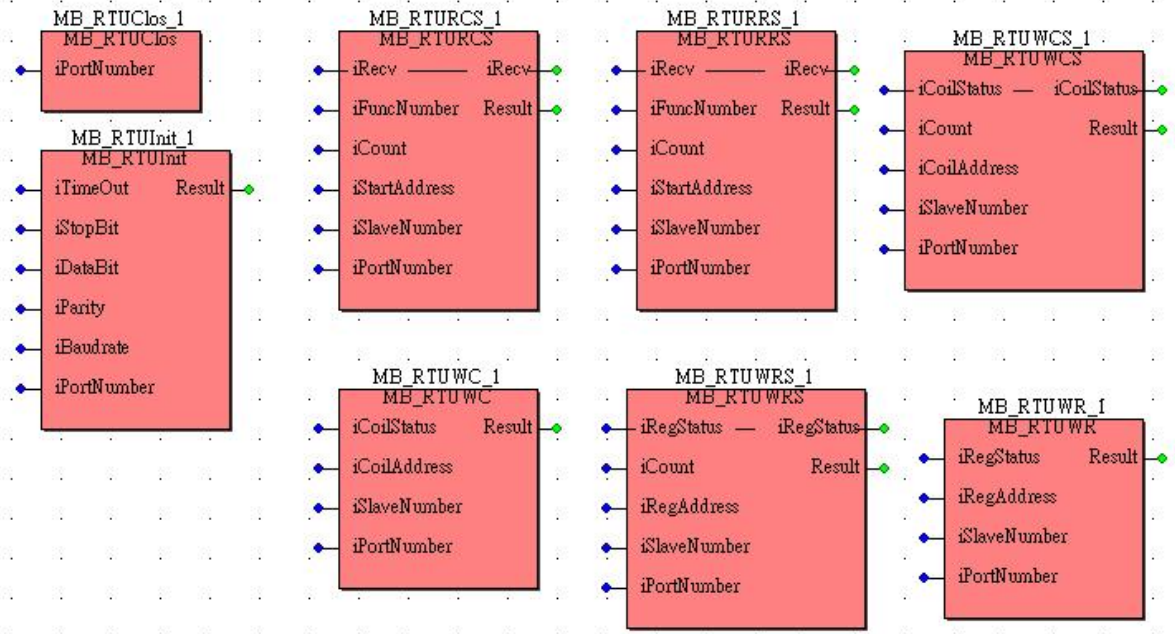 MB_RTUClos_1
MB_RTUClos
iPortNumber
MB_RTUInit_1
MB_RTUInit
iTimeOut Result
iStopBit
iDataBit
iParity
iBaudrate
iPortNumber
MB_RTURCS_1
MB_RTURCS
iRecv iRecv
iFuncNumber Result
iCount
iStartAddress
iSlaveNumber
iPortNumber
MB_RTURRS_1
MB_RTURRS
iRecv iRecv
iFuncNumber Result
iCount
iStartAddress
iSlaveNumber
iPortNumber
MB_RTUWCS_1
MB_RTUWCS
iCoilStatus iCoilStatus
iCount Result
iCoilAddress
iSlaveNumber
iPortNumber
MB_RTUWC_1
MB_RTUWC
iCoilStatus Result
iCoilAddress
iSlaveNumber
iPortNumber
MB_RTUWRS_1
MB_RTUWRS
iRegStatus iRegStatus
iCount Result
iRegAddress
iSlaveNumber
iPortNumber
MB_RTUWR_1
MB_RTUWR
iRegStatus Result
iRegAddress
iSlaveNumber
iPortNumber